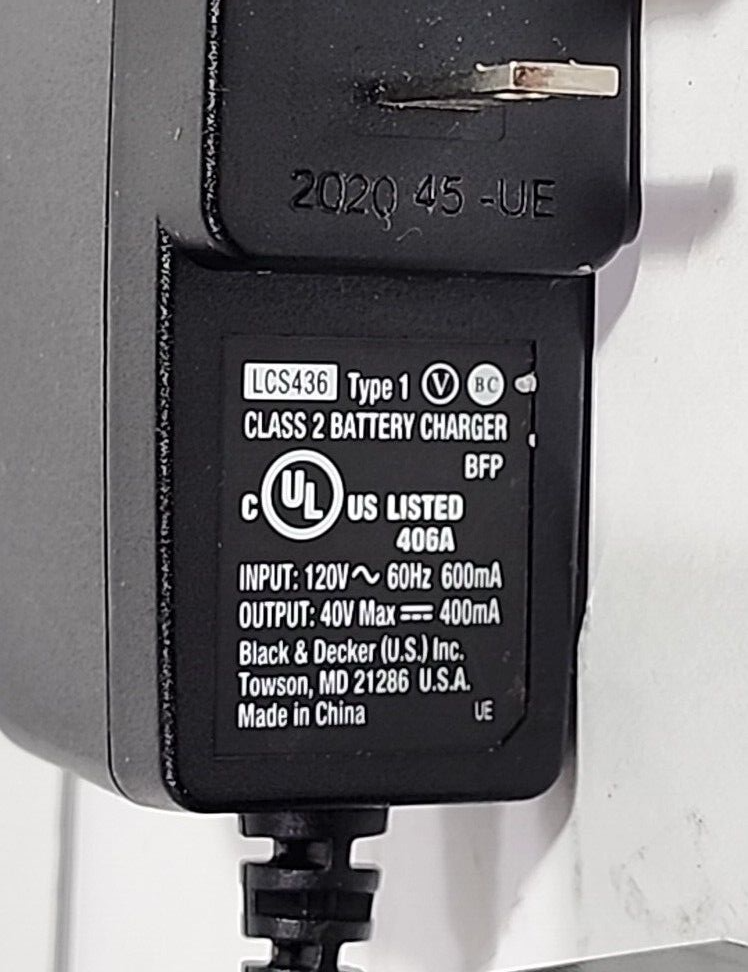 2020 45 -UE
LCS436 Type 1 V BC
CLASS 2 BATTERY CHARGER
BFP
C UL US LISTED
406A
INPUT: 120V ~ 60Hz 600mA
OUTPUT: 40V Max ⎓ 400mA
Black & Decker (U.S.) Inc.
Towson, MD 21286 U.S.A.
Made in China UE